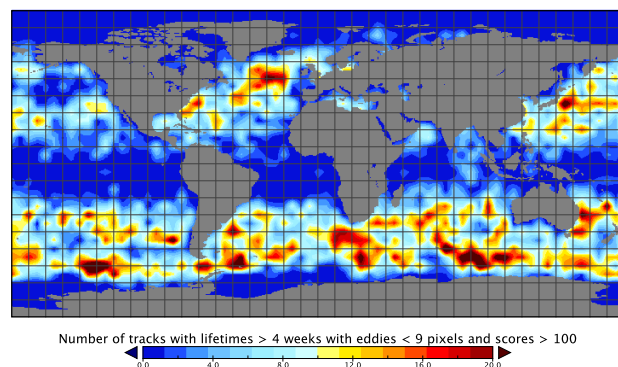 Number of tracks with lifetimes > 4 weeks with eddies < 9 pixels and scores > 100
0.0 4.0 8.0 12.0 16.0 20.0